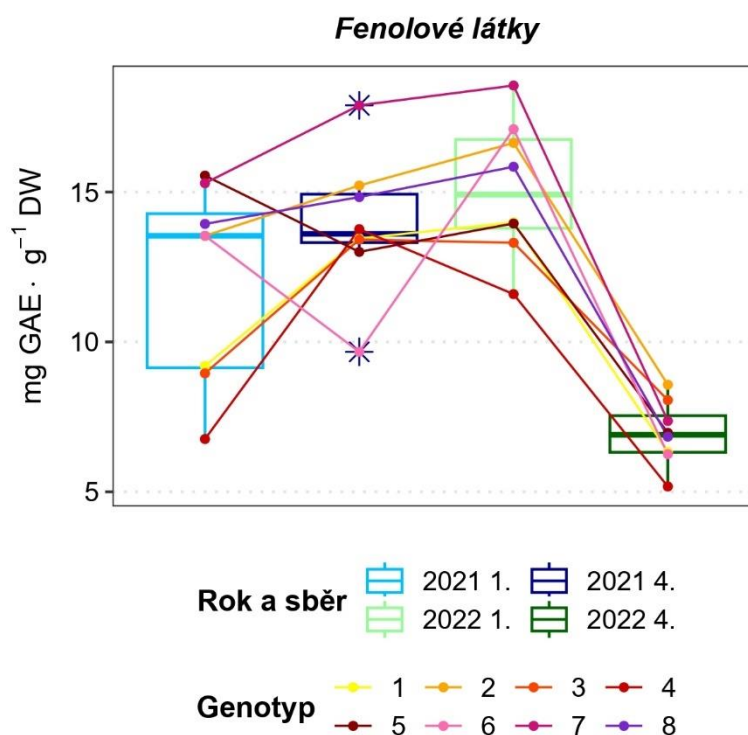 Fenolové látky
mg GAE · g⁻¹ DW
15
10
5
Rok a sběr
2021 1. 2021 4.
2022 1. 2022 4.
Genotyp
1 2 3 4
5 6 7 8